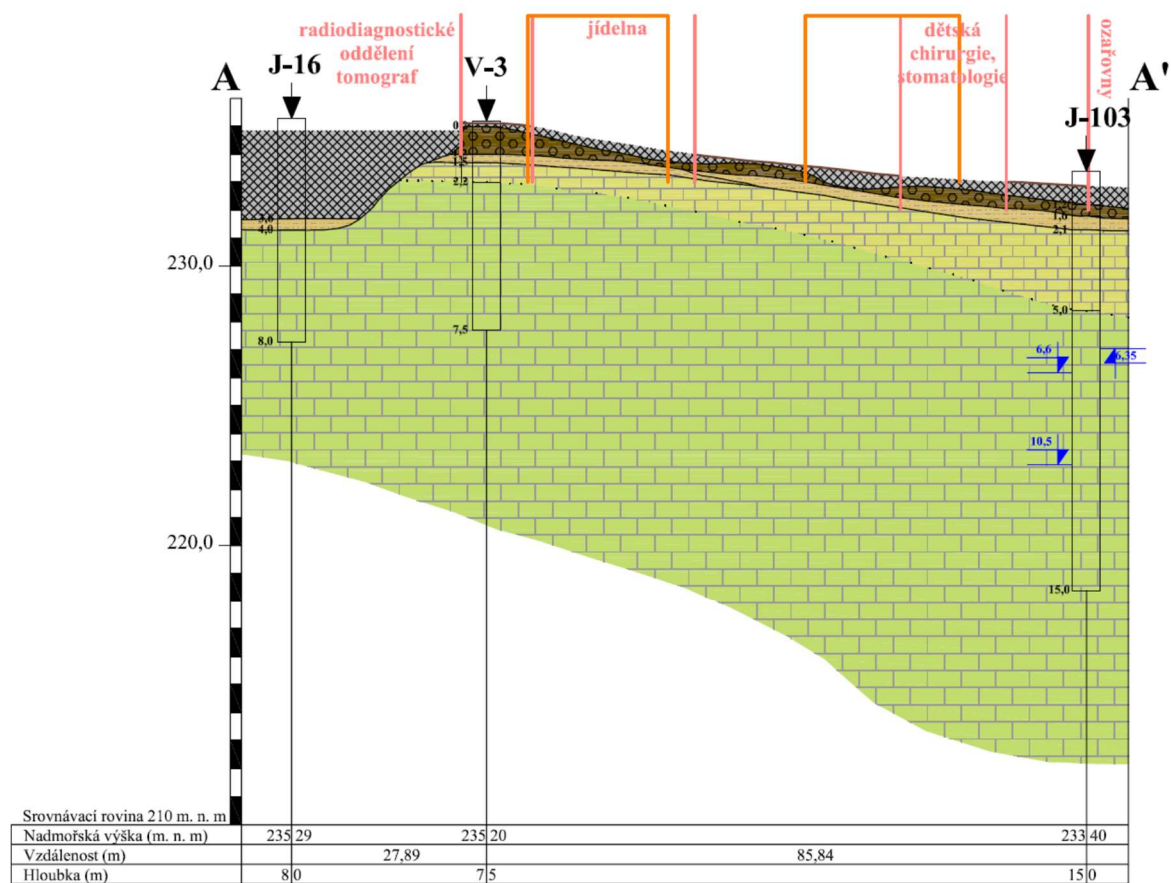 radiodiagnostické
oddělení
tomograf
jídelna
dětská
chirurgie,
stomatologie
ozařovny
A
J-16
V-3
A'
J-103
1,5
2,2
4,0
2,1
230,0
5,0
7,5
8,0
6,6
6,35
10,5
220,0
15,0
Srovnávací rovina 210 m. n. m
Nadmořská výška (m. n. m) 235,29 235,20 233,40
Vzdálenost (m) 27,89 85,84
Hloubka (m) 8,0 7,5 15,0